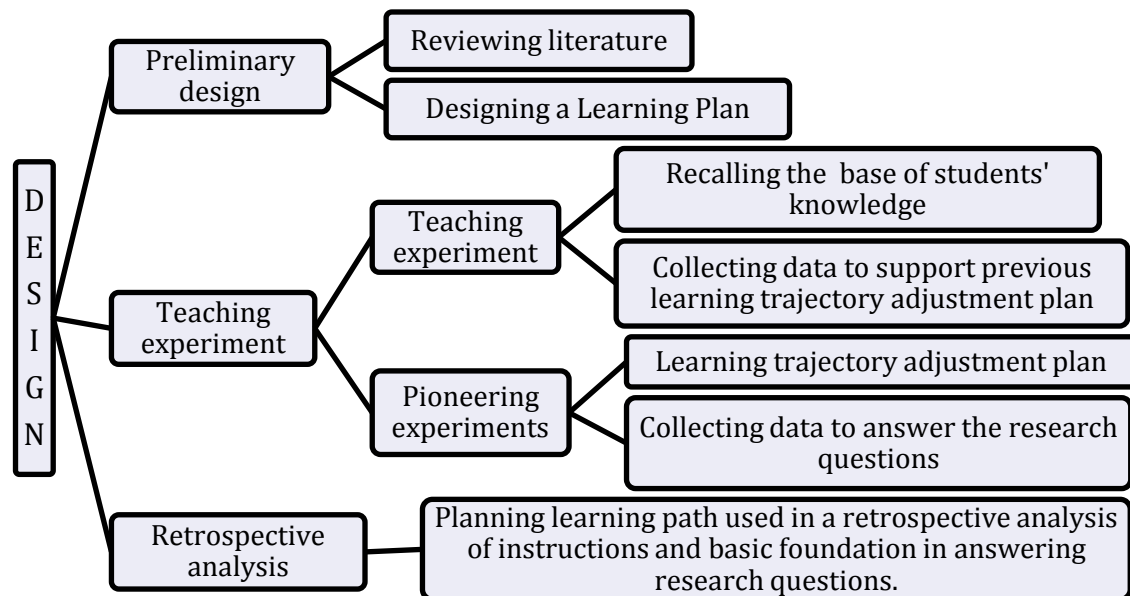 D
E
S
I
G
N
Preliminary
design
Reviewing literature
Designing a Learning Plan
Teaching
experiment
Teaching
experiment
Recalling the base of students'
knowledge
Collecting data to support previous
learning trajectory adjustment plan
Pioneering
experiments
Learning trajectory adjustment plan
Collecting data to answer the research
questions
Retrospective
analysis
Planning learning path used in a retrospective analysis
of instructions and basic foundation in answering
research questions.